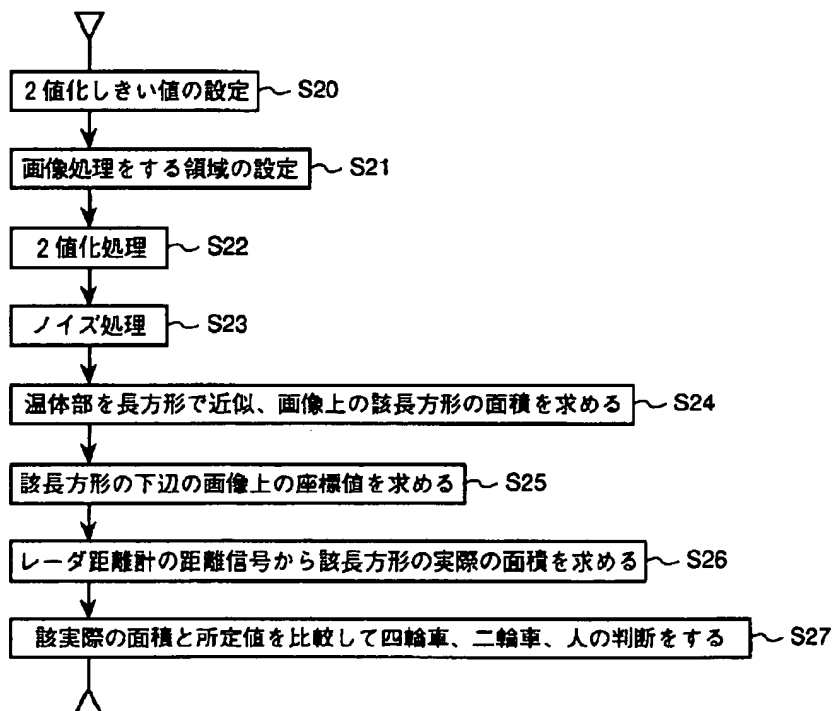 2値化しきい値の設定 S20
画像処理をする領域の設定 S21
2値化処理 S22
ノイズ処理 S23
温体部を長方形で近似、画像上の該長方形の面積を求める S24
該長方形の下辺の画像上の座標値を求める S25
レーダ距離計の距離信号から該長方形の実際の面積を求める S26
該実際の面積と所定値を比較して四輪車、二輪車、人の判断をする S27